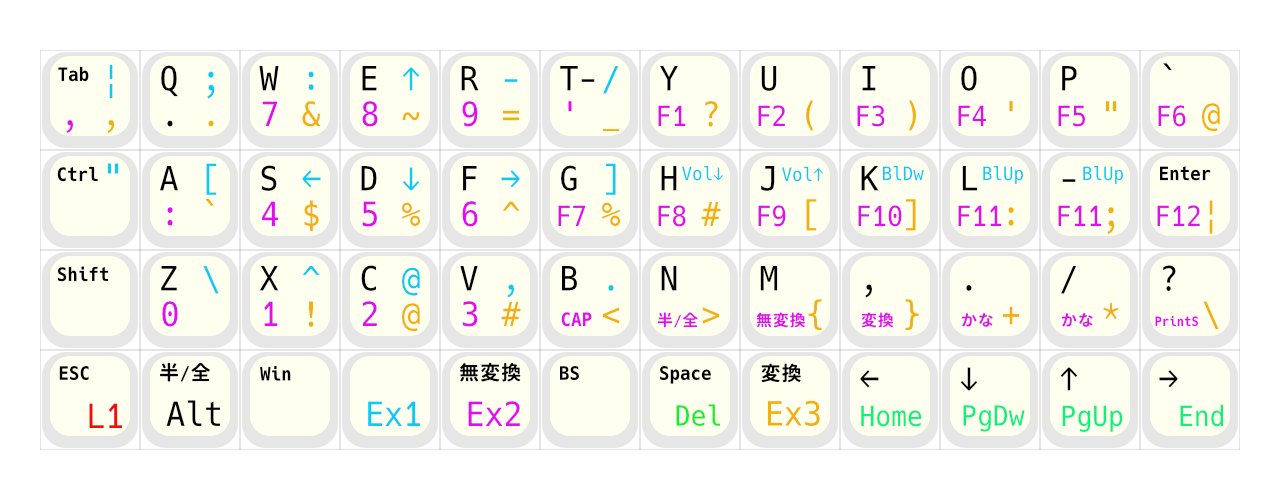 Tab ¦ Q ; W : E ↑ R - T- / Y U I O P `
, , . . 7 & 8 ~ 9 = ' _ F1 ? F2 ( F3 ) F4 ' F5 " F6 @
Ctrl " A [ S ← D ↓ F → G ] H Vol↓ J Vol↑ K BlDw L BlUp - BlUp Enter
: ` 4 $ 5 % 6 ^ F7 % F8 # F9 [ F10 ] F11 : F11 ; F12 ¦
Shift Z \ X ^ C @ V , B . N M , . / ?
0 1 ! 2 @ 3 # CAP < 半/全 > 無変換 { 変換 } かな + かな * PrintS \
ESC 半/全 Win 無変換 BS Space 変換 ← ↓ ↑ →
L1 Alt Ex1 Ex2 Del Ex3 Home PgDw PgUp End